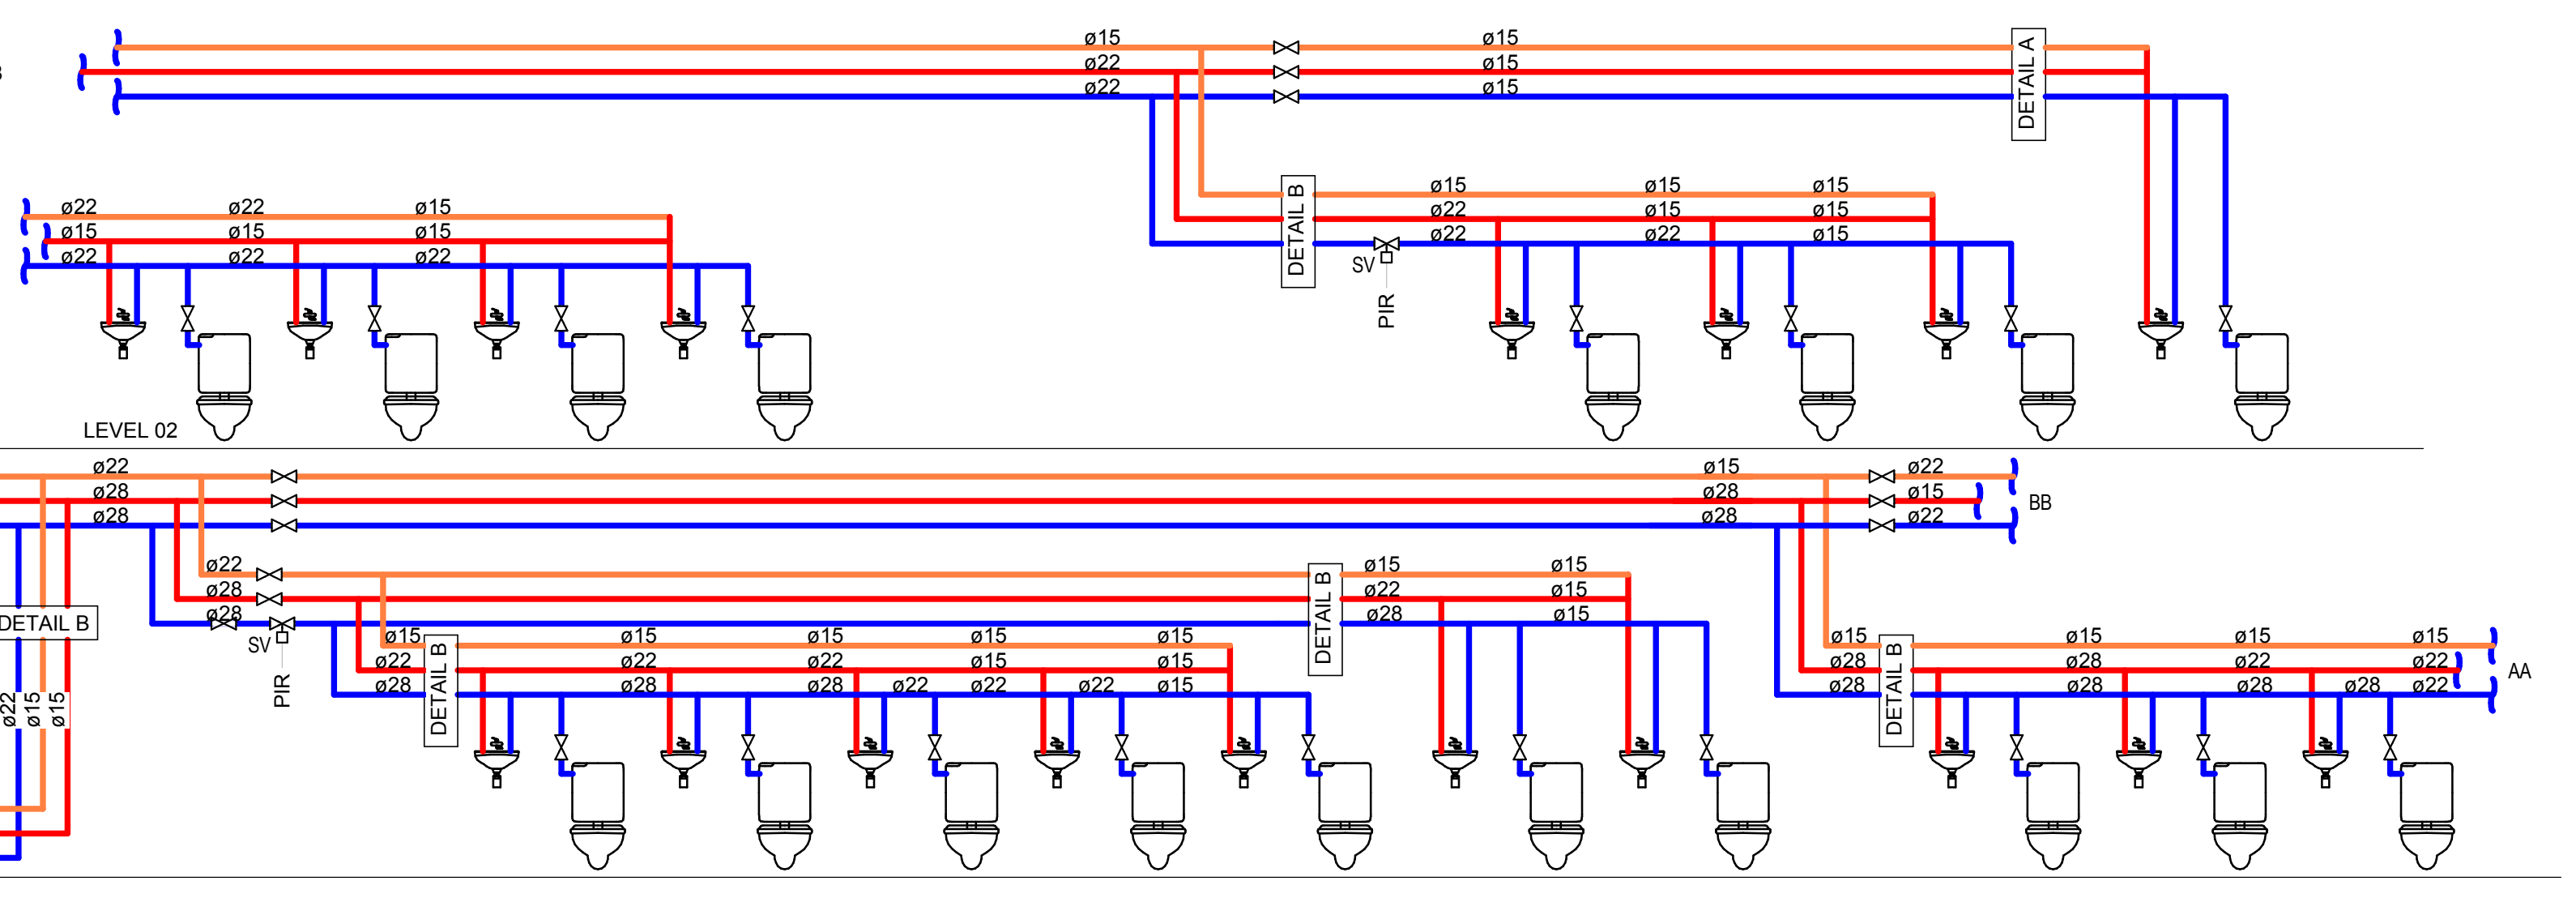 ø15 ø15
ø22 ø15
ø22 ø15
DETAIL A
ø15 ø15 ø15
ø22 ø15 ø15
ø22 ø22 ø15
DETAIL B
SV
PIR
ø22 ø22 ø15
ø15 ø15 ø15
ø22 ø22 ø22
LEVEL 02
ø22 ø15 ø22
ø28 ø28 ø15
BB
ø28 ø28 ø22
ø22 ø15 ø15
ø28 ø22 ø15
ø28 ø28 ø15
DETAIL B
DETAIL B
SV
PIR
ø15 ø15 ø15 ø15 ø15
ø22 ø22 ø22 ø15 ø15
ø28 ø28 ø28 ø22 ø22 ø22 ø15
DETAIL B
ø15 ø15 ø15 ø15
ø28 ø28 ø22 ø22
AA
ø28 ø28 ø28 ø28 ø22
DETAIL B
ø22
ø15
ø15